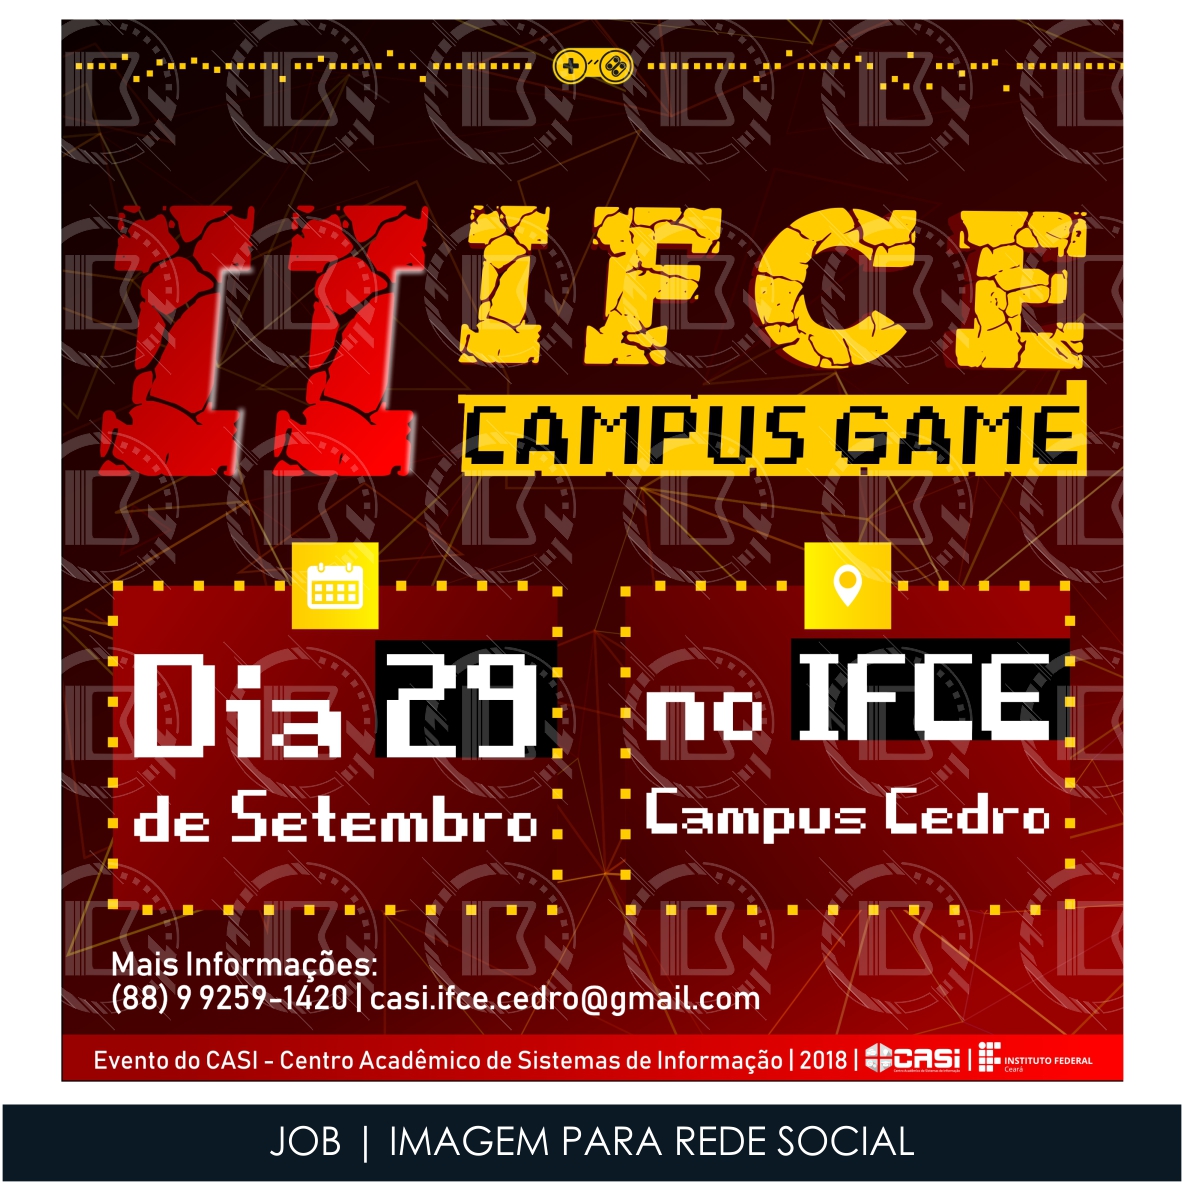 II IFCE
CAMPUS GAME
Dia 29
de Setembro
no IFCE
Campus Cedro
Mais Informações:
(88) 9 9259-1420 | casi.ifce.cedro@gmail.com
Evento do CASI - Centro Acadêmico de Sistemas de Informação | 2018 | CASi | INSTITUTO FEDERAL
Ceará
JOB | IMAGEM PARA REDE SOCIAL